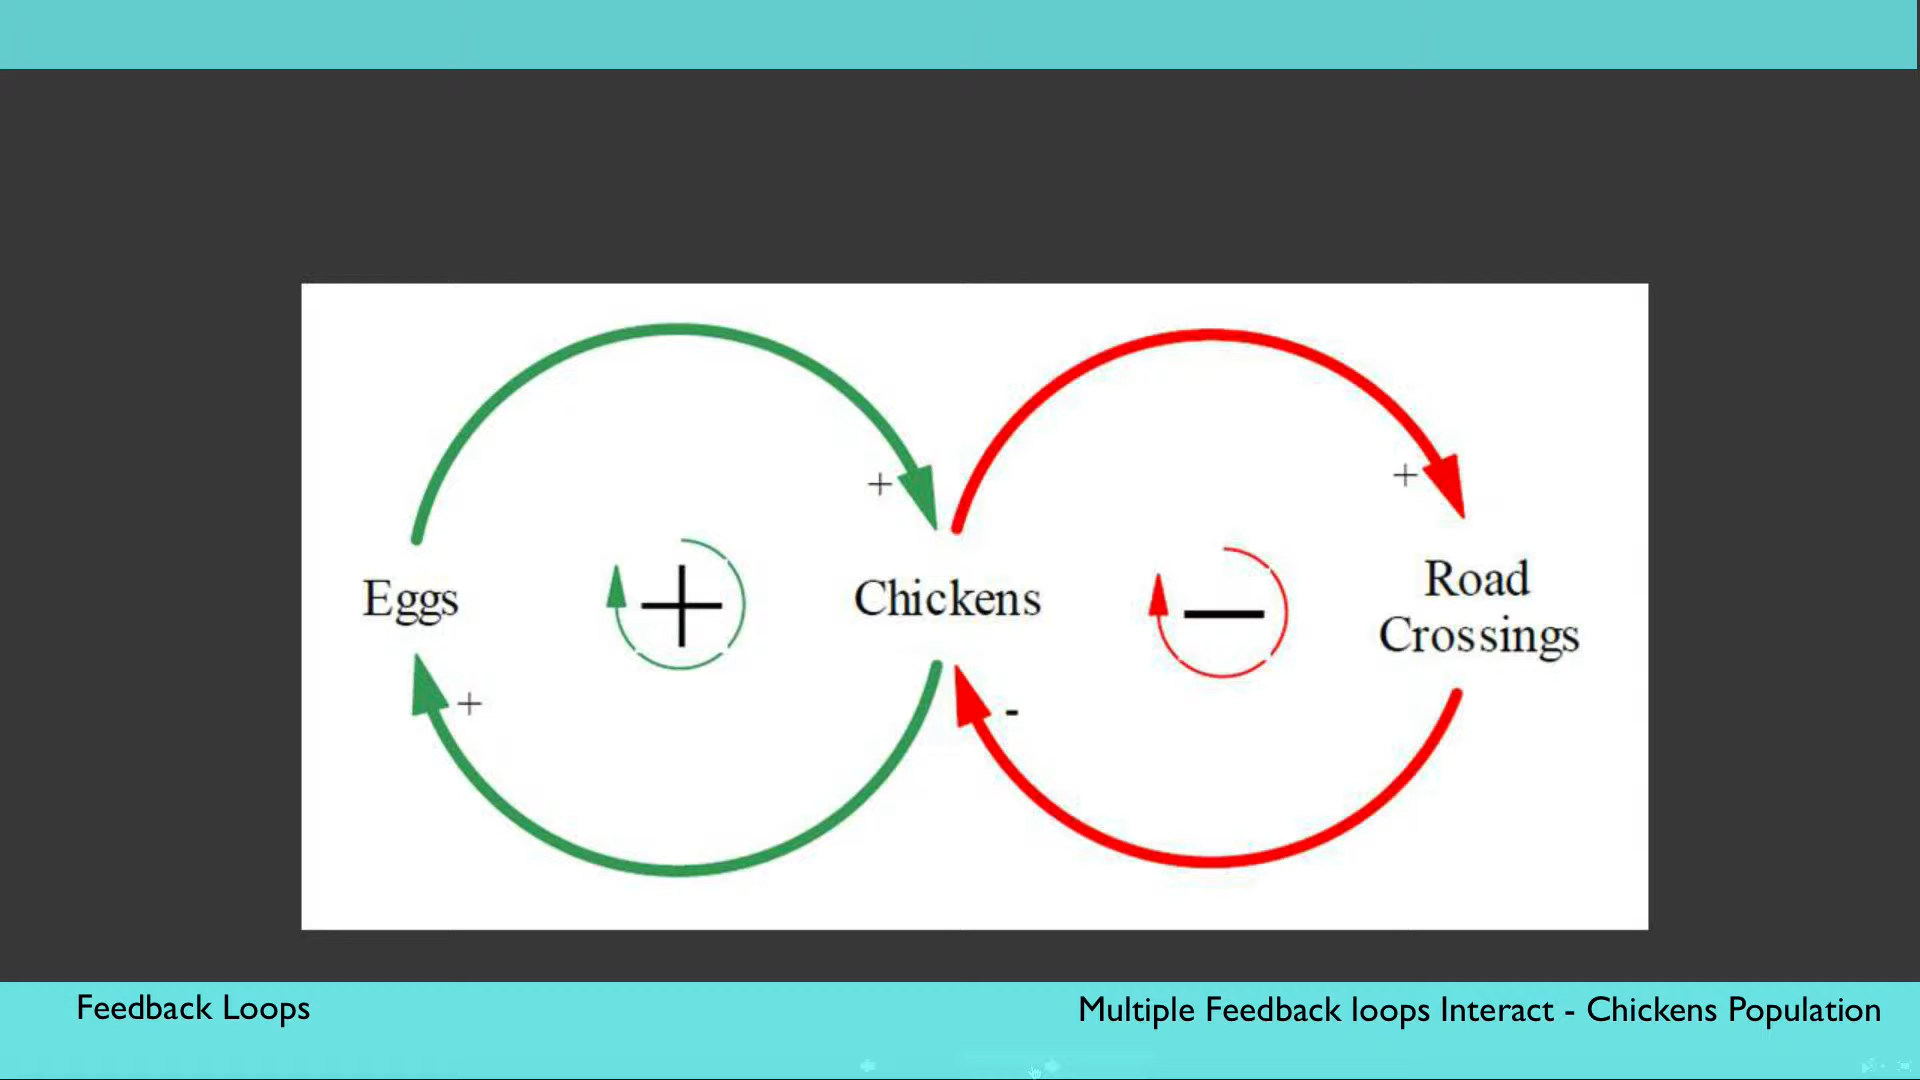 +
+
Eggs
+
Chickens
−
Road
Crossings
+
-
Feedback Loops
Multiple Feedback loops Interact - Chickens Population